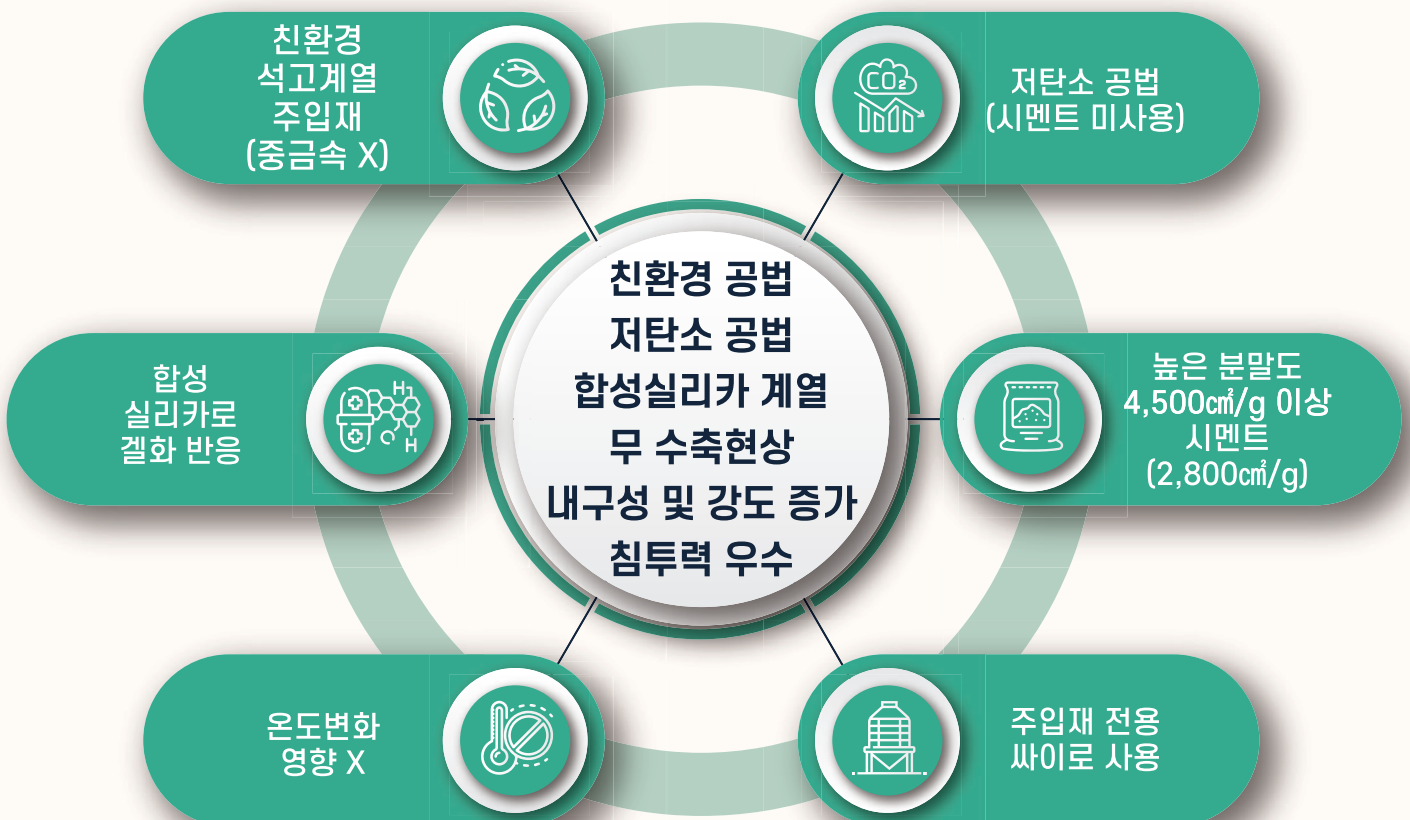 친환경
석고계열
주입재
(중금속 X)
CO₂
저탄소 공법
(시멘트 미사용)
친환경 공법
저탄소 공법
합성실리카 계열
무 수축현상
내구성 및 강도 증가
침투력 우수
합성
실리카로
겔화 반응
H
H
높은 분말도
4,500㎠/g 이상
시멘트
(2,800㎠/g)
온도변화
영향 X
주입재 전용
싸이로 사용